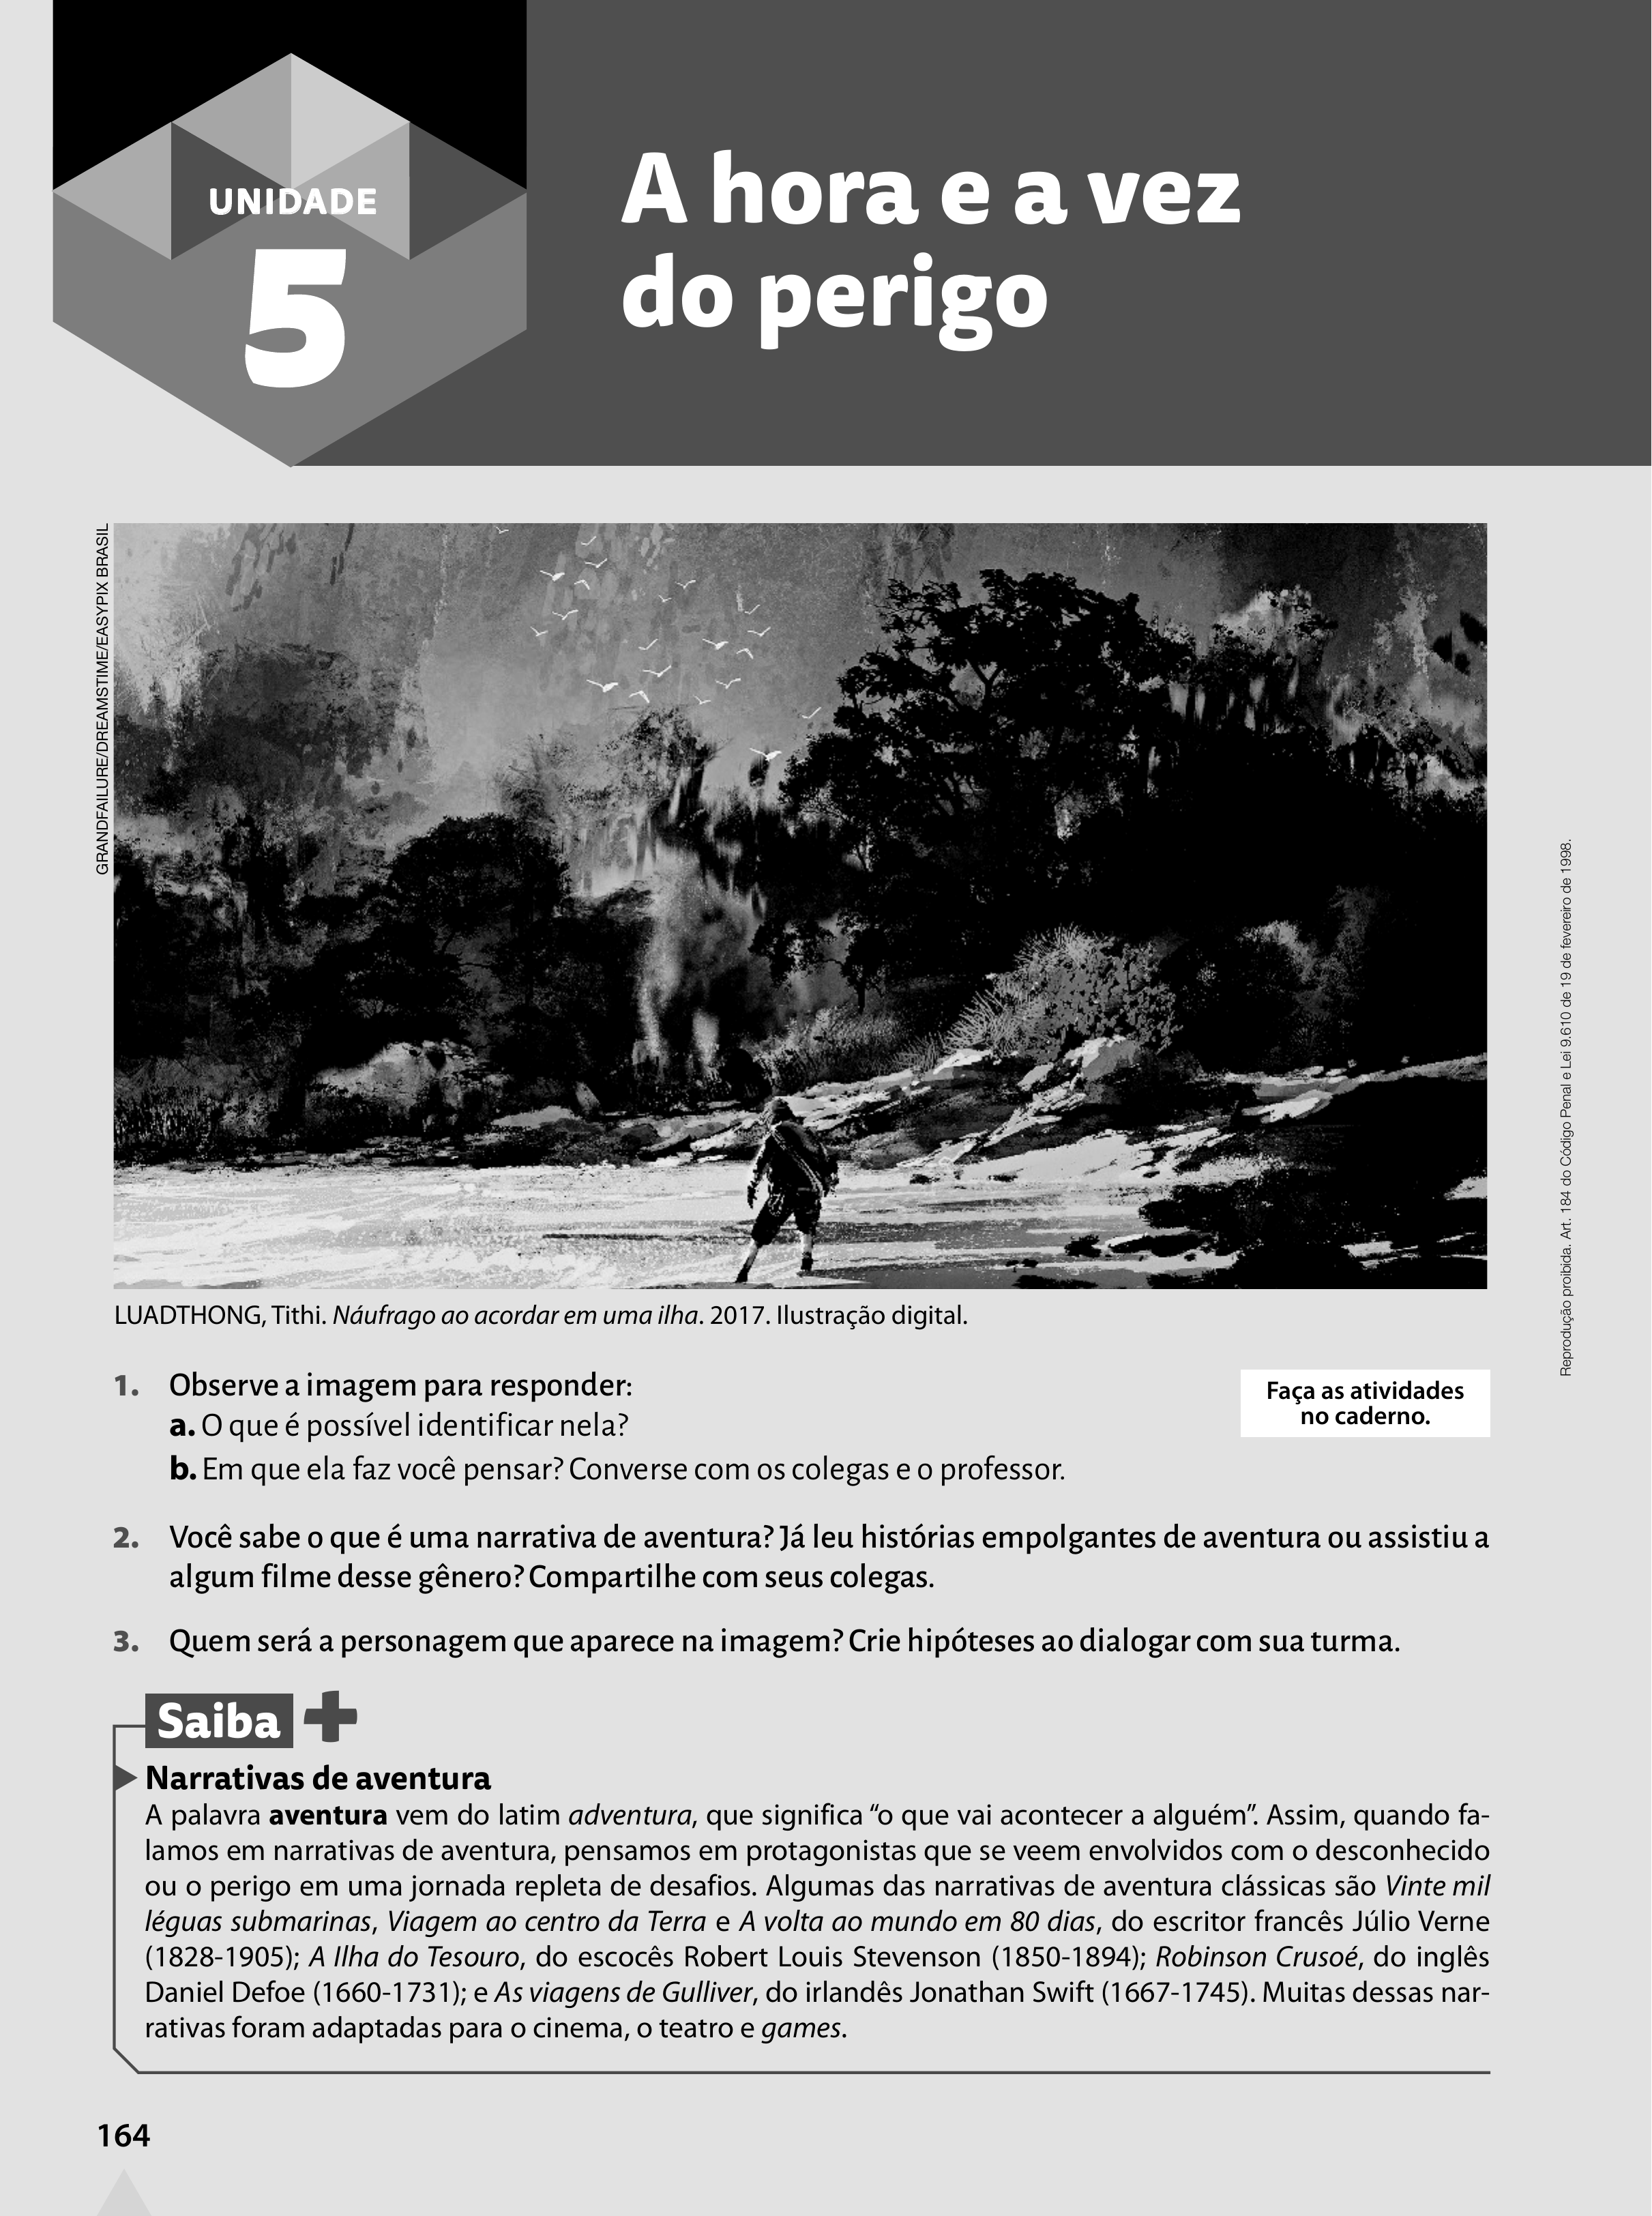 UNIDADE
5
A hora e a vez
do perigo
GRANDFAILURE/DREAMSTIME/EASYPIX BRASIL
LUADTHONG, Tithi. Náufrago ao acordar em uma ilha. 2017. Ilustração digital.
1. Observe a imagem para responder:
a. O que é possível identificar nela?
b. Em que ela faz você pensar? Converse com os colegas e o professor.
Faça as atividades
no caderno.
2. Você sabe o que é uma narrativa de aventura? Já leu histórias empolgantes de aventura ou assistiu a
algum filme desse gênero? Compartilhe com seus colegas.
3. Quem será a personagem que aparece na imagem? Crie hipóteses ao dialogar com sua turma.
Saiba +
Narrativas de aventura
A palavra aventura vem do latim adventura, que significa “o que vai acontecer a alguém”. Assim, quando fa-
lamos em narrativas de aventura, pensamos em protagonistas que se veem envolvidos com o desconhecido
ou o perigo em uma jornada repleta de desafios. Algumas das narrativas de aventura clássicas são Vinte mil
léguas submarinas, Viagem ao centro da Terra e A volta ao mundo em 80 dias, do escritor francês Júlio Verne
(1828-1905); A Ilha do Tesouro, do escocês Robert Louis Stevenson (1850-1894); Robinson Crusoé, do inglês
Daniel Defoe (1660-1731); e As viagens de Gulliver, do irlandês Jonathan Swift (1667-1745). Muitas dessas nar-
rativas foram adaptadas para o cinema, o teatro e games.
164
Reprodução proibida. Art. 184 do Código Penal e Lei 9.610 de 19 de fevereiro de 1998.